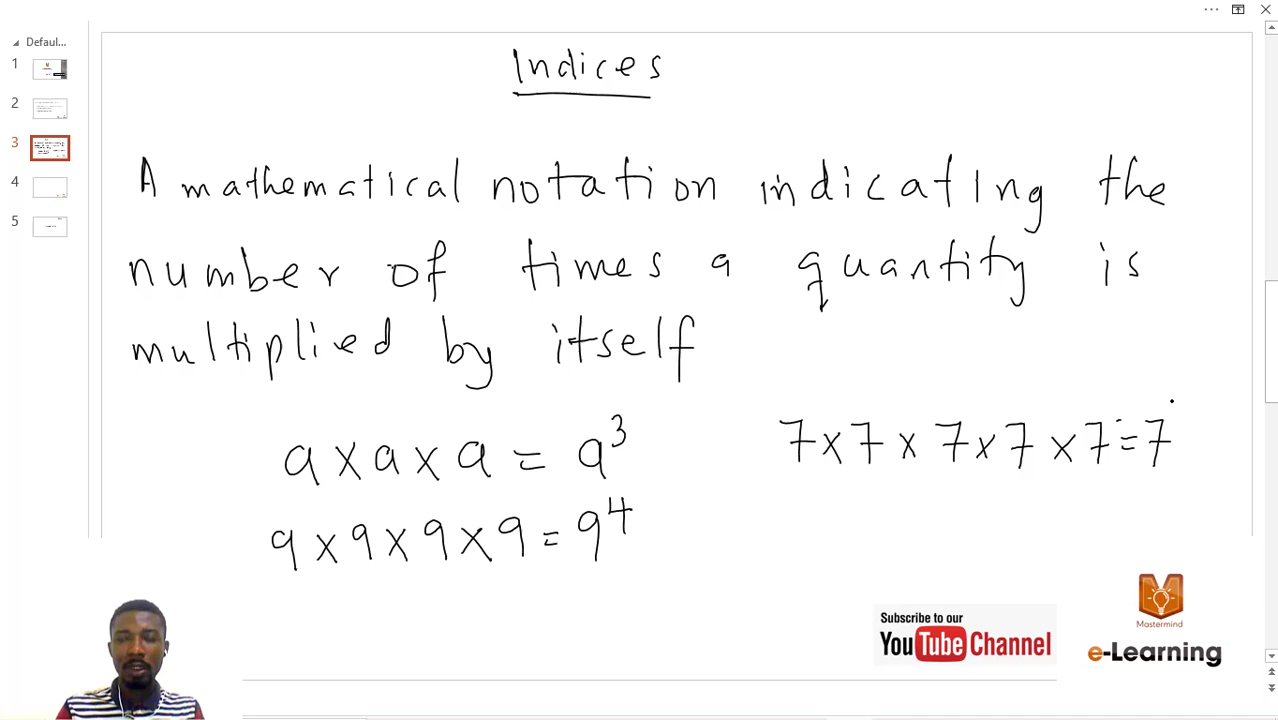 Defaul...
1
2
3
4
5
Indices
A mathematical notation indicating the
number of times a quantity is
multiplied by itself
a × a × a = a³
9 × 9 × 9 × 9 = 9⁴
7 × 7 × 7 × 7 × 7 = 7
Subscribe to our
YouTube Channel
Mastermind
e-Learning